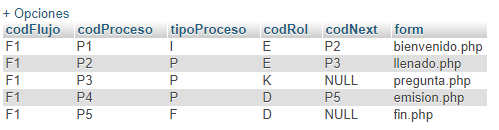 + Opciones
codFlujo codProceso tipoProceso codRol codNext form
F1 P1 I E P2 bienvenido.php
F1 P2 P E P3 llenado.php
F1 P3 P K NULL pregunta.php
F1 P4 P D P5 emision.php
F1 P5 F D NULL fin.php